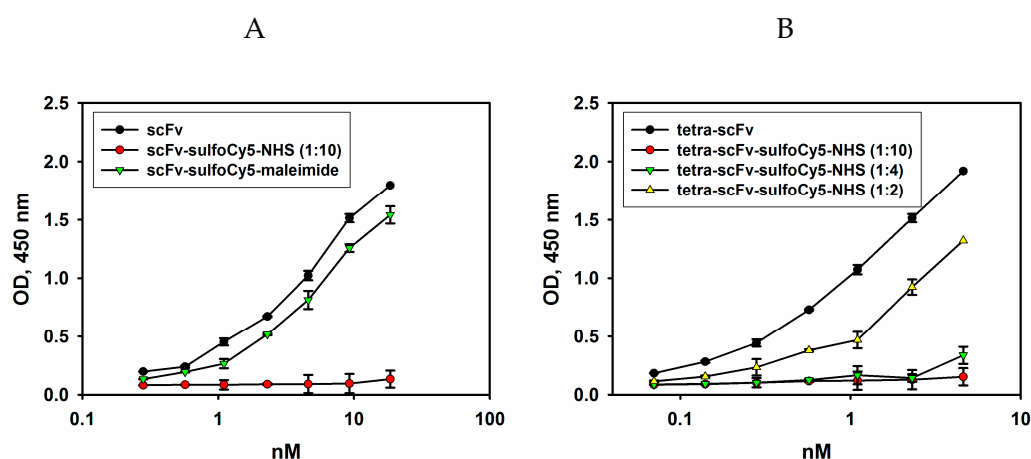 A
B
2.5
2.0
1.5
1.0
0.5
0.0
OD, 450 nm
scFv
scFv-sulfoCy5-NHS (1:10)
scFv-sulfoCy5-maleimide
0.1
1
10
100
nM
2.5
2.0
1.5
1.0
0.5
0.0
OD, 450 nm
tetra-scFv
tetra-scFv-sulfoCy5-NHS (1:10)
tetra-scFv-sulfoCy5-NHS (1:4)
tetra-scFv-sulfoCy5-NHS (1:2)
0.1
1
10
nM